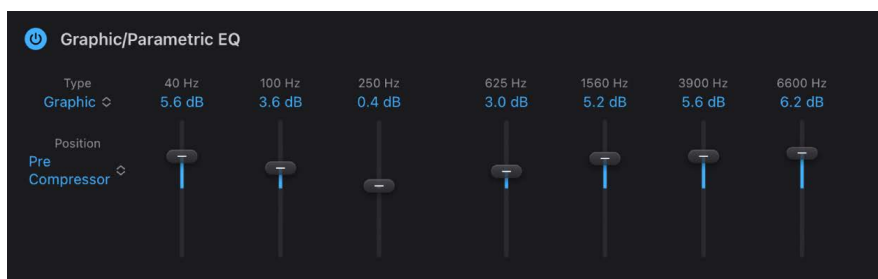 Graphic/Parametric EQ
Type 40 Hz 100 Hz 250 Hz 625 Hz 1560 Hz 3900 Hz 6600 Hz
Graphic 5.6 dB 3.6 dB 0.4 dB 3.0 dB 5.2 dB 5.6 dB 6.2 dB
Position
Pre
Compressor